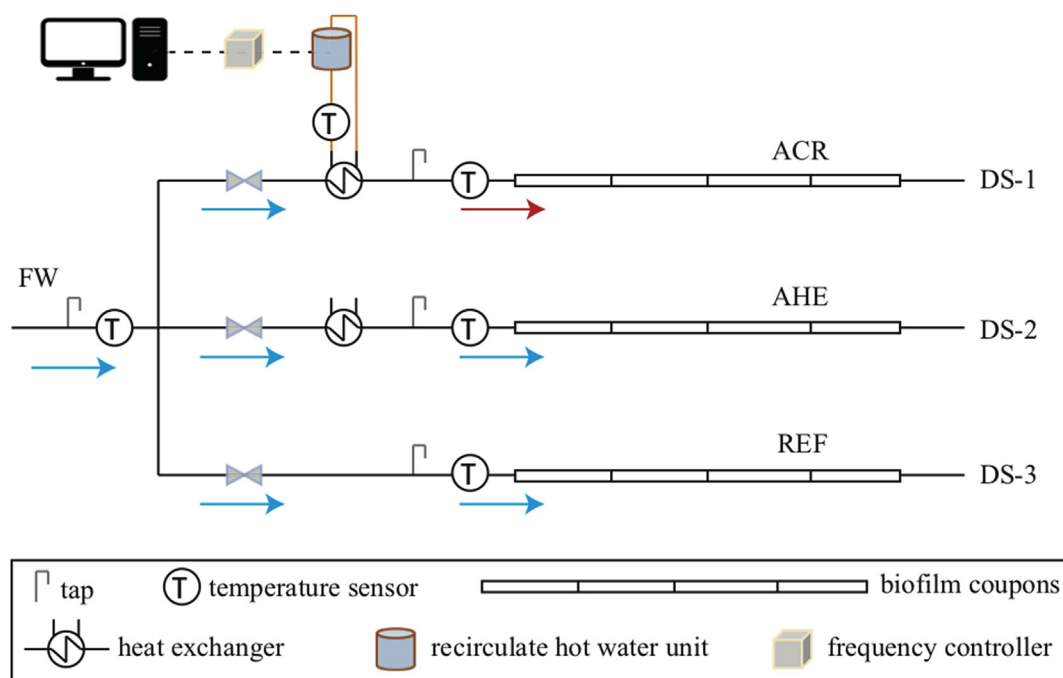 T
ACR
T
DS-1
FW
AHE
T
T
DS-2
REF
T
DS-3
tap
T temperature sensor
biofilm coupons
heat exchanger
recirculate hot water unit
frequency controller